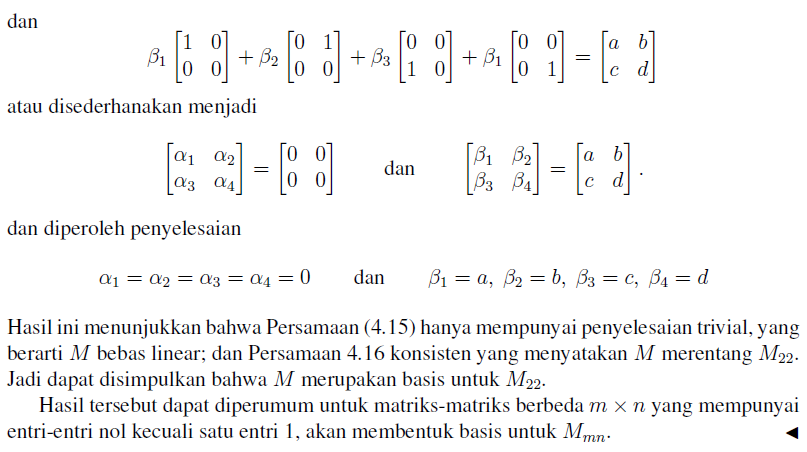 dan
β₁ [1 0; 0 0] + β₂ [0 1; 0 0] + β₃ [0 0; 1 0] + β₁ [0 0; 0 1] = [a b; c d]
atau disederhanakan menjadi
[α₁ α₂; α₃ α₄] = [0 0; 0 0] dan [β₁ β₂; β₃ β₄] = [a b; c d] .
dan diperoleh penyelesaian
α₁ = α₂ = α₃ = α₄ = 0 dan β₁ = a, β₂ = b, β₃ = c, β₄ = d
Hasil ini menunjukkan bahwa Persamaan (4.15) hanya mempunyai penyelesaian trivial, yang
berarti M bebas linear; dan Persamaan 4.16 konsisten yang menyatakan M merentang M₂₂.
Jadi dapat disimpulkan bahwa M merupakan basis untuk M₂₂.
Hasil tersebut dapat diperumum untuk matriks-matriks berbeda m × n yang mempunyai
entri-entri nol kecuali satu entri 1, akan membentuk basis untuk Mₘₙ. ◀